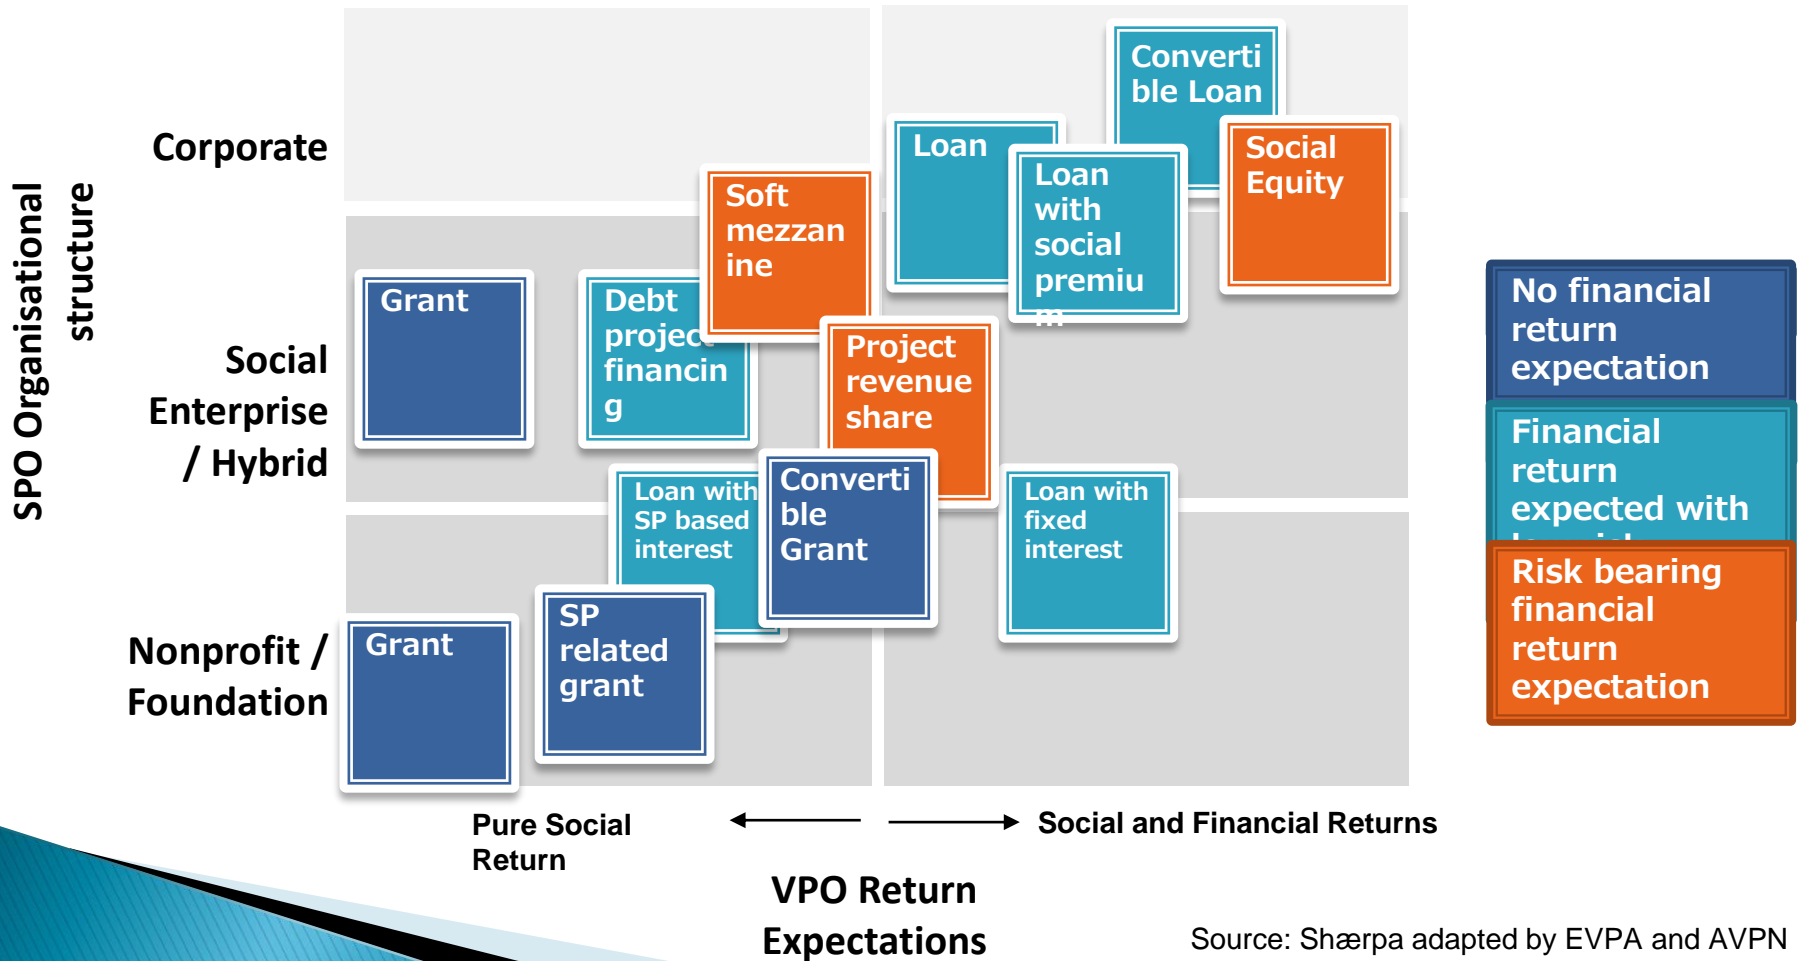 SPO Organisational
structure
Corporate
Social
Enterprise
/ Hybrid
Nonprofit /
Foundation
Converti
ble Loan
Loan
Loan
with
social
premiu
m
Social
Equity
Soft
mezzan
ine
Grant
Debt
project
financin
g
Project
revenue
share
Loan with
SP based
interest
Converti
ble
Grant
Loan with
fixed
interest
Grant
SP
related
grant
No financial
return
expectation
Financial
return
expected with
Risk bearing
financial
return
expectation
Pure Social
Return
Social and Financial Returns
VPO Return
Expectations
Source: Shærpa adapted by EVPA and AVPN